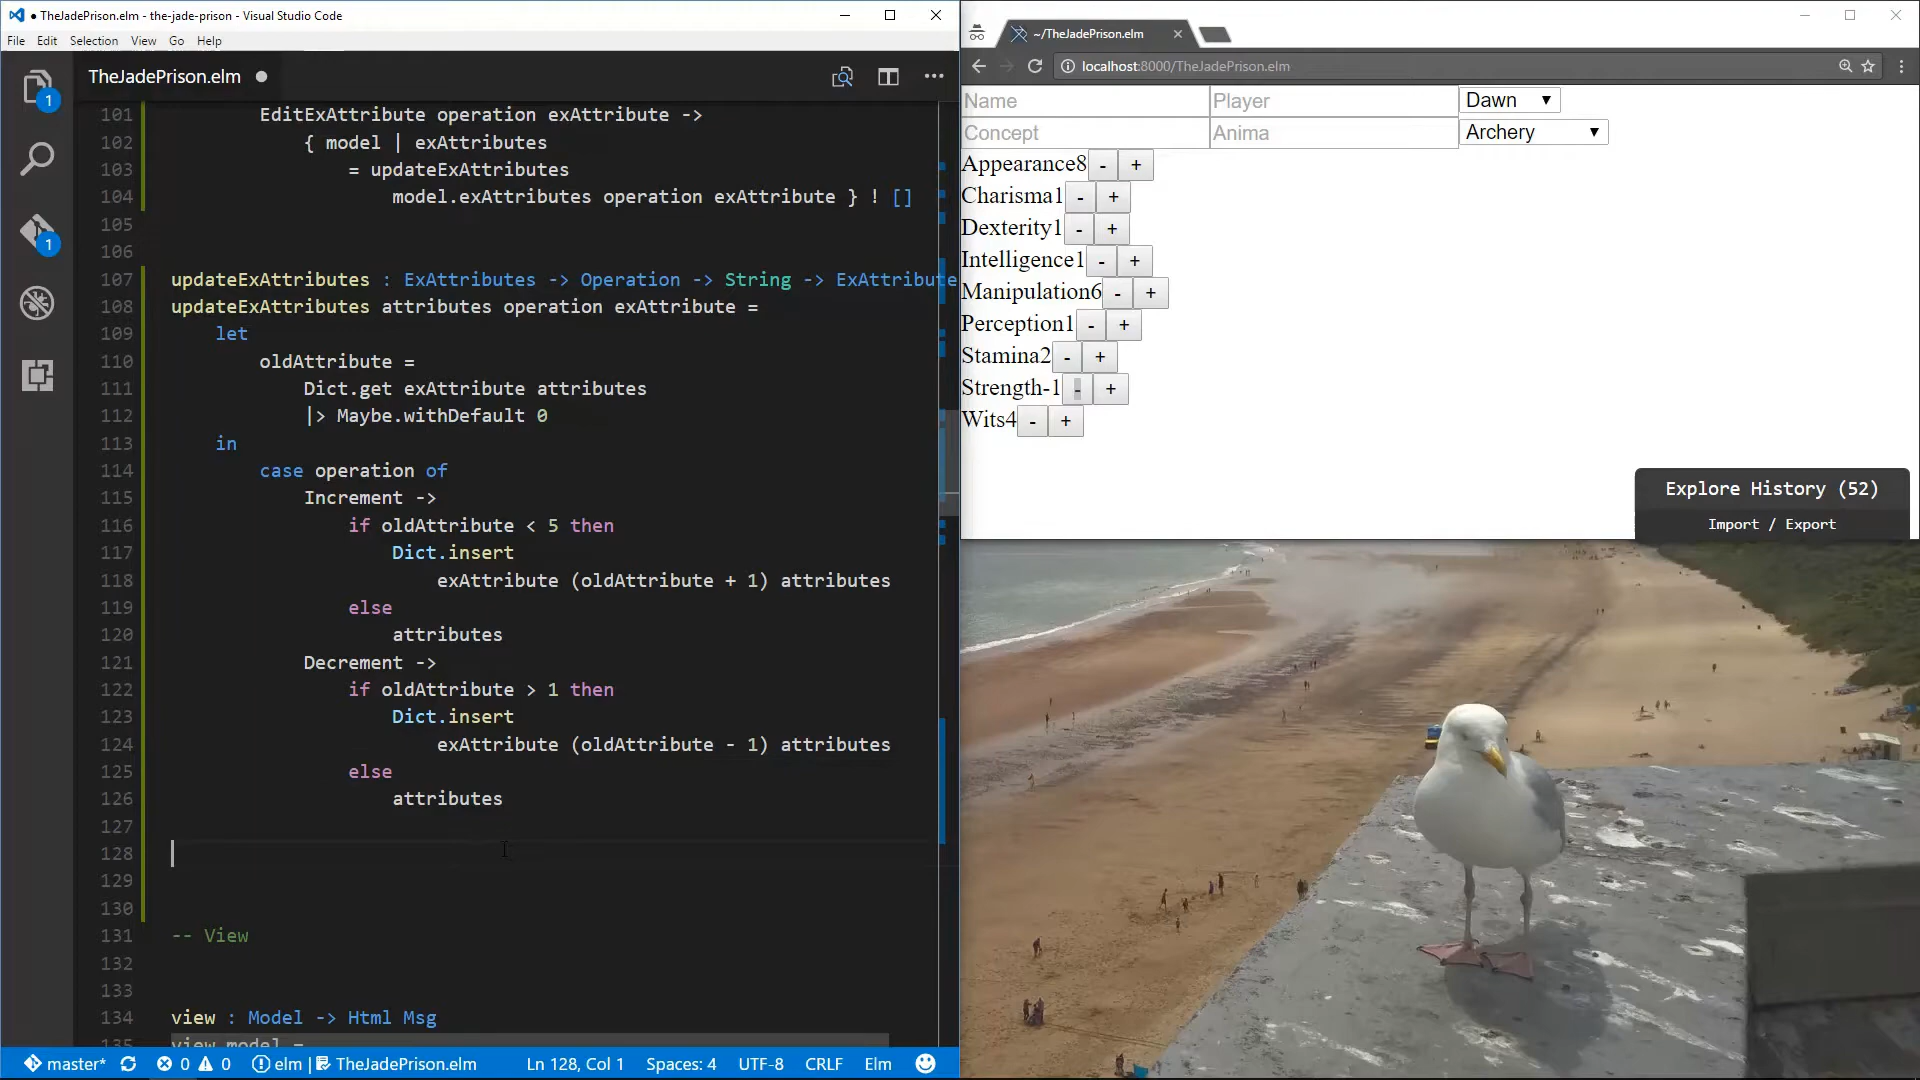 TheJadePrison.elm - the-jade-prison - Visual Studio Code
File Edit Selection View Go Help
TheJadePrison.elm
1
1
101 EditExAttribute operation exAttribute ->
102 { model | exAttributes
103 = updateExAttributes
104 model.exAttributes operation exAttribute } ! []
105
106
107 updateExAttributes : ExAttributes -> Operation -> String -> ExAttribute
108 updateExAttributes attributes operation exAttribute =
109 let
110 oldAttribute =
111 Dict.get exAttribute attributes
112 |> Maybe.withDefault 0
113 in
114 case operation of
115 Increment ->
116 if oldAttribute < 5 then
117 Dict.insert
118 exAttribute (oldAttribute + 1) attributes
119 else
120 attributes
121 Decrement ->
122 if oldAttribute > 1 then
123 Dict.insert
124 exAttribute (oldAttribute - 1) attributes
125 else
126 attributes
127
128
129
130
131 -- View
132
133
134 view : Model -> Html Msg
135 view model =
master* 0 0 elm | TheJadePrison.elm Ln 128, Col 1 Spaces: 4 UTF-8 CRLF Elm
~/TheJadePrison.elm
localhost:8000/TheJadePrison.elm
Name Player Dawn
Concept Anima Archery
Appearance8 - +
Charisma1 - +
Dexterity1 - +
Intelligence1 - +
Manipulation6 - +
Perception1 - +
Stamina2 - +
Strength-1 - +
Wits4 - +
Explore History (52)
Import / Export